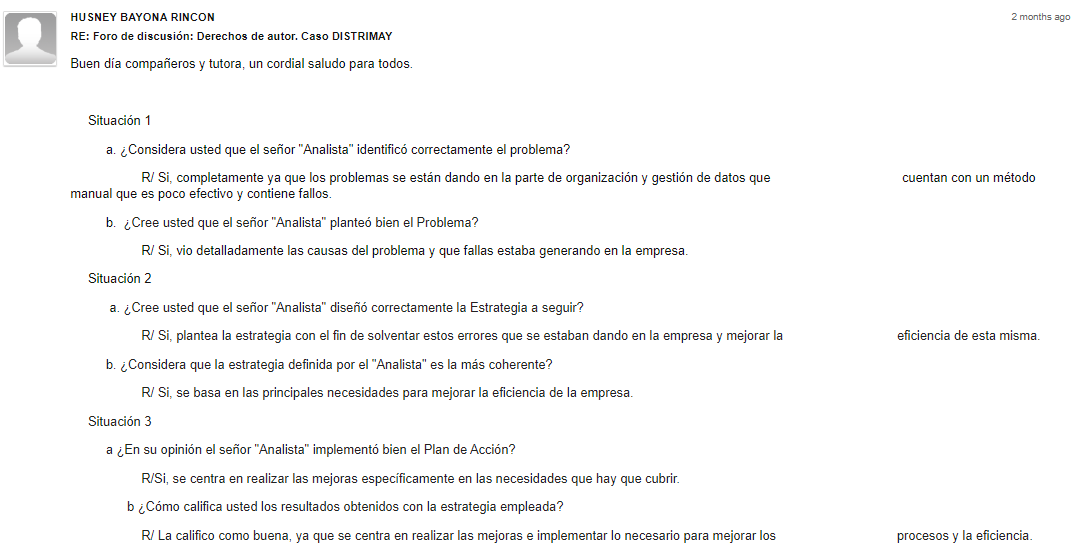 HUSNEY BAYONA RINCON
2 months ago
RE: Foro de discusión: Derechos de autor. Caso DISTRIMAY
Buen día compañeros y tutora, un cordial saludo para todos.
Situación 1
a. ¿Considera usted que el señor "Analista" identificó correctamente el problema?
R/ Si, completamente ya que los problemas se están dando en la parte de organización y gestión de datos que cuentan con un método
manual que es poco efectivo y contiene fallos.
b. ¿Cree usted que el señor "Analista" planteó bien el Problema?
R/ Si, vio detalladamente las causas del problema y que fallas estaba generando en la empresa.
Situación 2
a. ¿Cree usted que el señor "Analista" diseñó correctamente la Estrategia a seguir?
R/ Si, plantea la estrategia con el fin de solventar estos errores que se estaban dando en la empresa y mejorar la eficiencia de esta misma.
b. ¿Considera que la estrategia definida por el "Analista" es la más coherente?
R/ Si, se basa en las principales necesidades para mejorar la eficiencia de la empresa.
Situación 3
a ¿En su opinión el señor "Analista" implementó bien el Plan de Acción?
R/Si, se centra en realizar las mejoras específicamente en las necesidades que hay que cubrir.
b ¿Cómo califica usted los resultados obtenidos con la estrategia empleada?
R/ La califico como buena, ya que se centra en realizar las mejoras e implementar lo necesario para mejorar los procesos y la eficiencia.